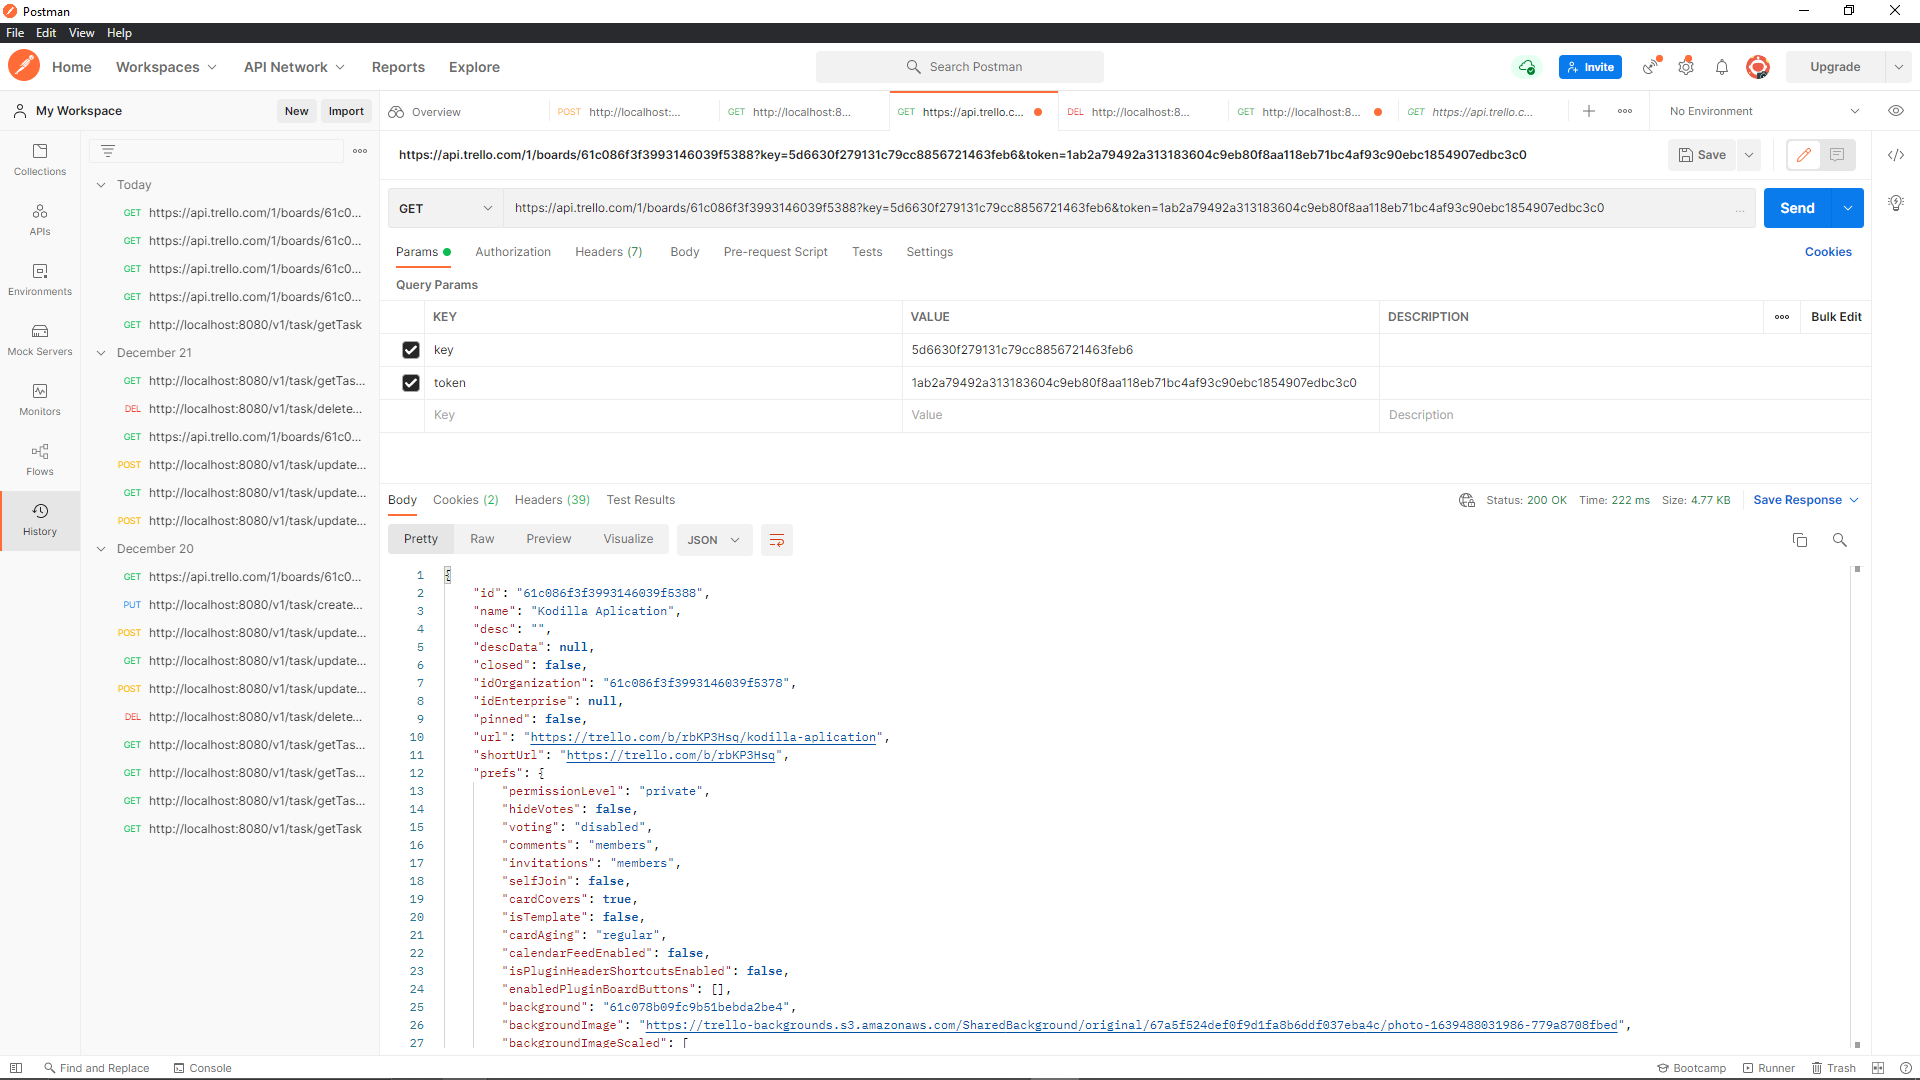 Postman
File Edit View Help
Home Workspaces API Network Reports Explore Search Postman Invite Upgrade
My Workspace New Import Overview POST http://localhost:... GET http://localhost:8... GET https://api.trello.c... DEL http://localhost:8... GET http://localhost:8... GET https://api.trello.c... No Environment
https://api.trello.com/1/boards/61c086f3f3993146039f5388?key=5d6630f279131c79cc8856721463feb6&token=1ab2a79492a313183604c9eb80f8aa118eb71bc4af93c90ebc1854907edbc3c0 Save
GET https://api.trello.com/1/boards/61c086f3f3993146039f5388?key=5d6630f279131c79cc8856721463feb6&token=1ab2a79492a313183604c9eb80f8aa118eb71bc4af93c90ebc1854907edbc3c0 ... Send
Params Authorization Headers (7) Body Pre-request Script Tests Settings Cookies
Query Params
KEY VALUE DESCRIPTION Bulk Edit
key 5d6630f279131c79cc8856721463feb6
token 1ab2a79492a313183604c9eb80f8aa118eb71bc4af93c90ebc1854907edbc3c0
Key Value Description
Collections
APIs
Environments
Mock Servers
Monitors
Flows
History
Today
GET https://api.trello.com/1/boards/61c0...
GET https://api.trello.com/1/boards/61c0...
GET https://api.trello.com/1/boards/61c0...
GET https://api.trello.com/1/boards/61c0...
GET http://localhost:8080/v1/task/getTask
December 21
GET http://localhost:8080/v1/task/getTas...
DEL http://localhost:8080/v1/task/delete...
GET https://api.trello.com/1/boards/61c0...
POST http://localhost:8080/v1/task/update...
GET http://localhost:8080/v1/task/update...
POST http://localhost:8080/v1/task/update...
December 20
GET https://api.trello.com/1/boards/61c0...
PUT http://localhost:8080/v1/task/create...
POST http://localhost:8080/v1/task/update...
GET http://localhost:8080/v1/task/update...
POST http://localhost:8080/v1/task/update...
DEL http://localhost:8080/v1/task/delete...
GET http://localhost:8080/v1/task/getTas...
GET http://localhost:8080/v1/task/getTas...
GET http://localhost:8080/v1/task/getTas...
GET http://localhost:8080/v1/task/getTask
Body Cookies (2) Headers (39) Test Results Status: 200 OK Time: 222 ms Size: 4.77 KB Save Response
Pretty Raw Preview Visualize JSON
1 {
2 "id": "61c086f3f3993146039f5388",
3 "name": "Kodilla Aplication",
4 "desc": "",
5 "descData": null,
6 "closed": false,
7 "idOrganization": "61c086f3f3993146039f5378",
8 "idEnterprise": null,
9 "pinned": false,
10 "url": "https://trello.com/b/rbKP3Hsq/kodilla-aplication",
11 "shortUrl": "https://trello.com/b/rbKP3Hsq",
12 "prefs": {
13 "permissionLevel": "private",
14 "hideVotes": false,
15 "voting": "disabled",
16 "comments": "members",
17 "invitations": "members",
18 "selfJoin": false,
19 "cardCovers": true,
20 "isTemplate": false,
21 "cardAging": "regular",
22 "calendarFeedEnabled": false,
23 "isPluginHeaderShortcutsEnabled": false,
24 "enabledPluginBoardButtons": [],
25 "background": "61c078b09fc9b51bebda2be4",
26 "backgroundImage": "https://trello-backgrounds.s3.amazonaws.com/SharedBackground/original/67a5f524def0f9d1fa8b6ddf037eba4c/photo-1639488031986-779a8708fbed",
27 "backgroundImageScaled": [
Find and Replace Console Bootcamp Runner Trash